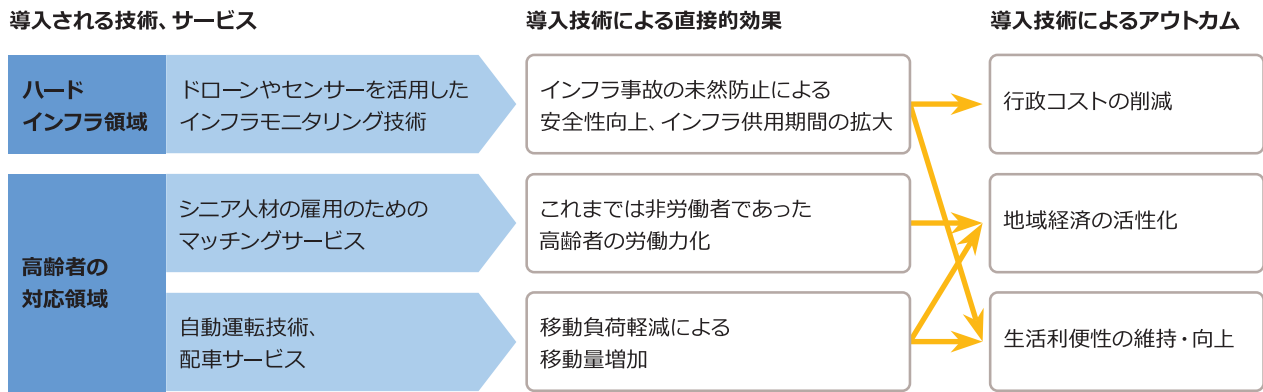 導入される技術、サービス
導入技術による直接的効果
導入技術によるアウトカム
ハード
インフラ領域
ドローンやセンサーを活用した
インフラモニタリング技術
インフラ事故の未然防止による
安全性向上、インフラ供用期間の拡大
行政コストの削減
高齢者の
対応領域
シニア人材の雇用のための
マッチングサービス
これまでは非労働者であった
高齢者の労働力化
地域経済の活性化
自動運転技術、
配車サービス
移動負荷軽減による
移動量増加
生活利便性の維持・向上